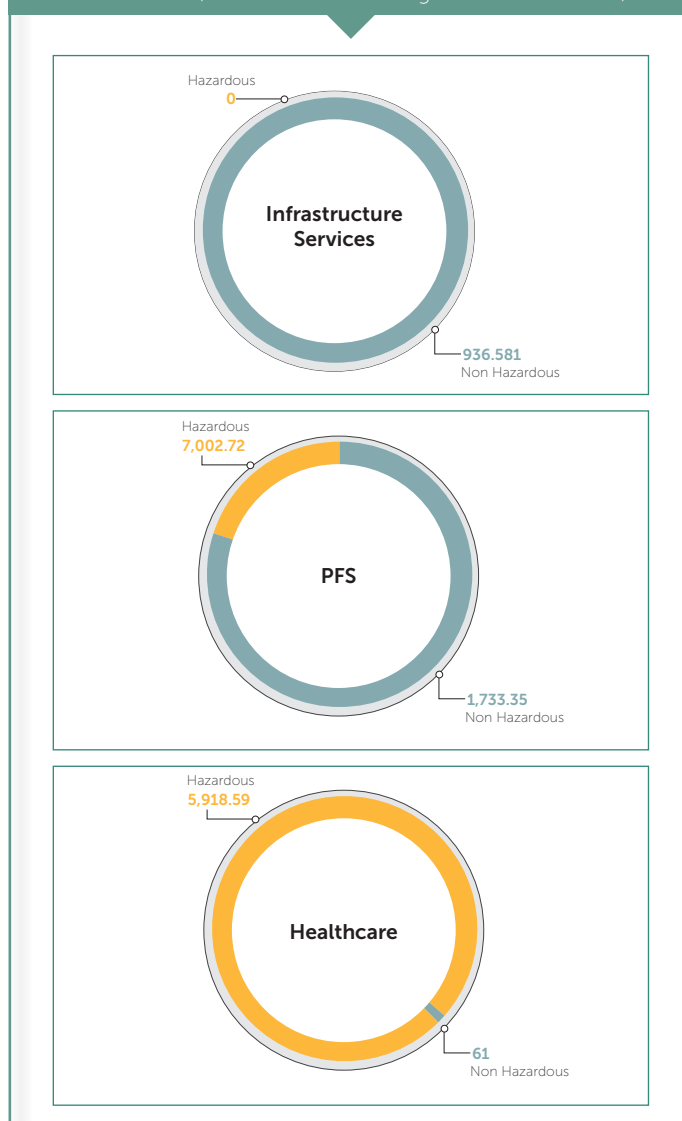 Hazardous
0
Infrastructure
Services
936.581
Non Hazardous
Hazardous
7,002.72
PFS
1,733.35
Non Hazardous
Hazardous
5,918.59
Healthcare
61
Non Hazardous